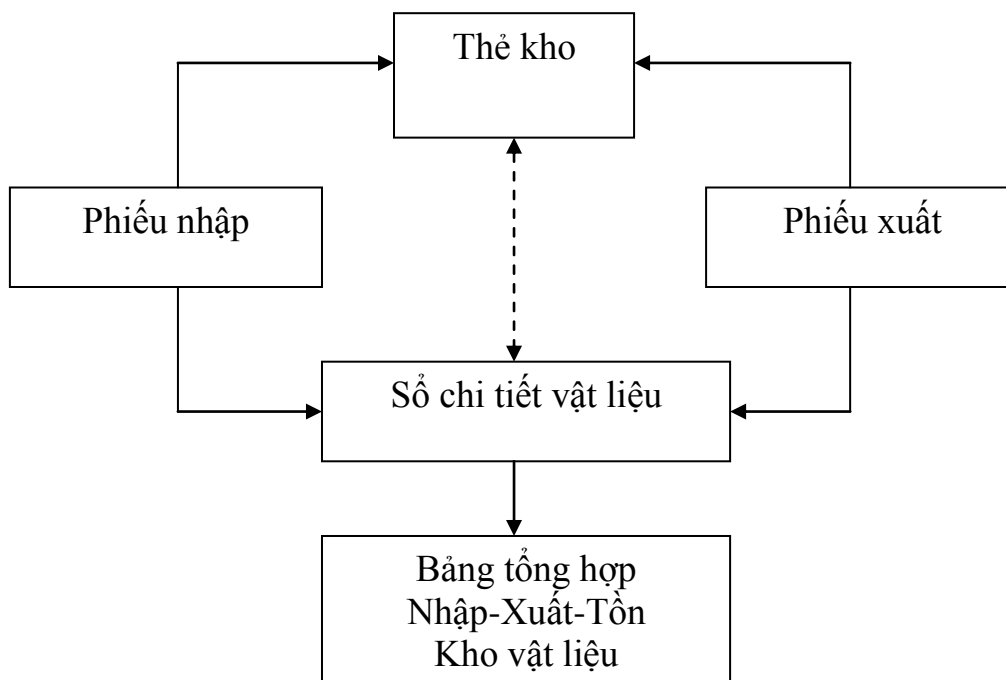 Thẻ kho
Phiếu nhập
Phiếu xuất
Sổ chi tiết vật liệu
Bảng tổng hợp
Nhập-Xuất-Tồn
Kho vật liệu